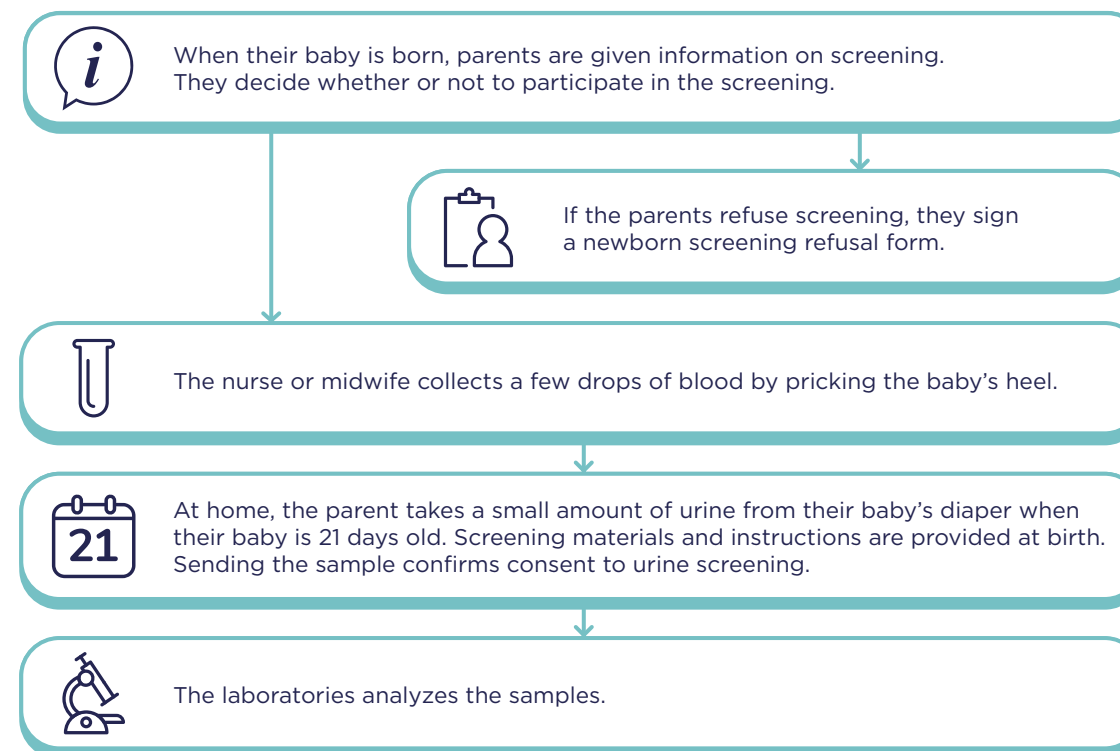 i
When their baby is born, parents are given information on screening.
They decide whether or not to participate in the screening.
If the parents refuse screening, they sign
a newborn screening refusal form.
The nurse or midwife collects a few drops of blood by pricking the baby’s heel.
21
At home, the parent takes a small amount of urine from their baby’s diaper when
their baby is 21 days old. Screening materials and instructions are provided at birth.
Sending the sample confirms consent to urine screening.
The laboratories analyzes the samples.